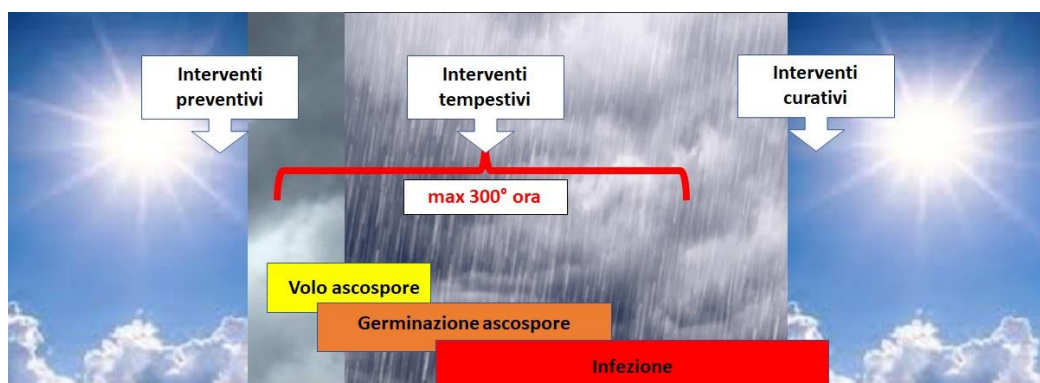 Interventi
preventivi
Interventi
tempestivi
Interventi
curativi
max 300° ora
Volo ascospore
Germinazione ascospore
Infezione